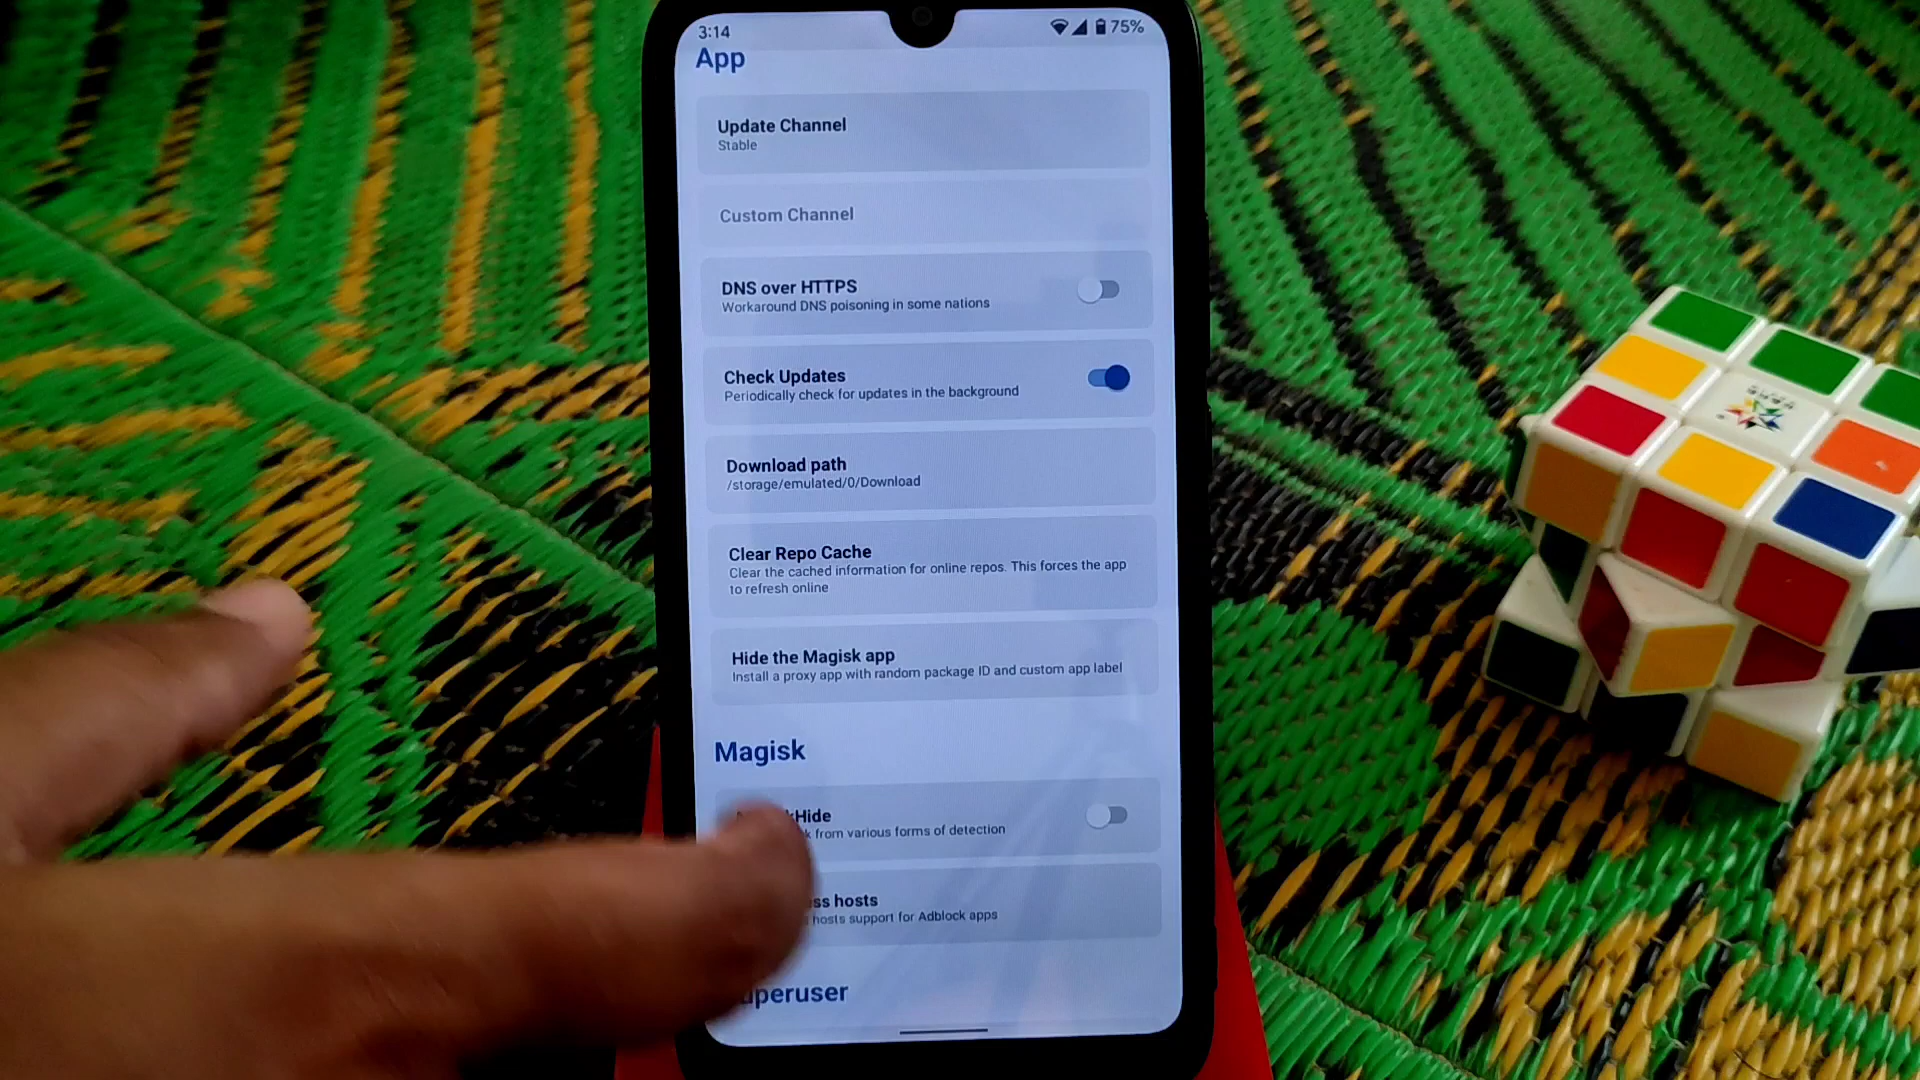 3:14
75%
App
Update Channel
Stable
Custom Channel
DNS over HTTPS
Workaround DNS poisoning in some nations
Check Updates
Periodically check for updates in the background
Download path
/storage/emulated/0/Download
Clear Repo Cache
Clear the cached information for online repos. This forces the app
to refresh online
Hide the Magisk app
Install a proxy app with random package ID and custom app label
Magisk
Hide
from various forms of detection
hosts
hosts support for Adblock apps